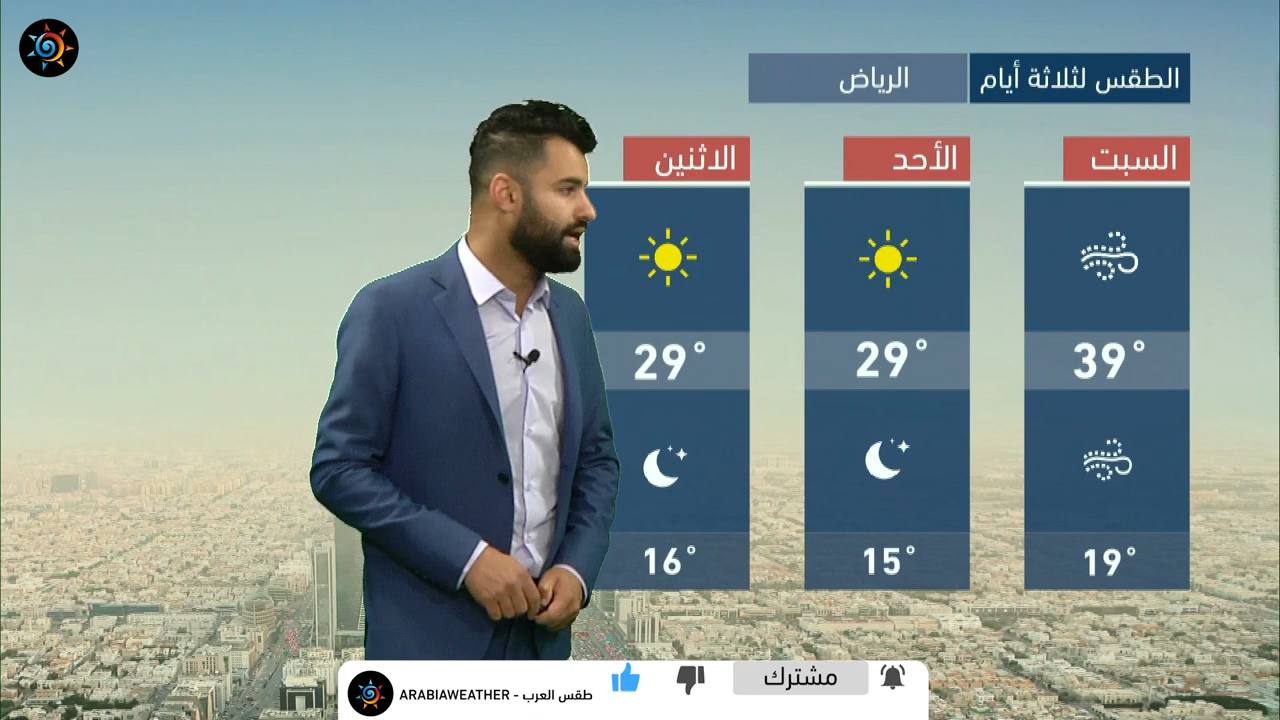 الطقس لثلاثة أيام
الرياض
السبت
الأحد
الاثنين
39°
29°
29°
19°
15°
16°
ARABIAWEATHER - طقس العرب
مشترك